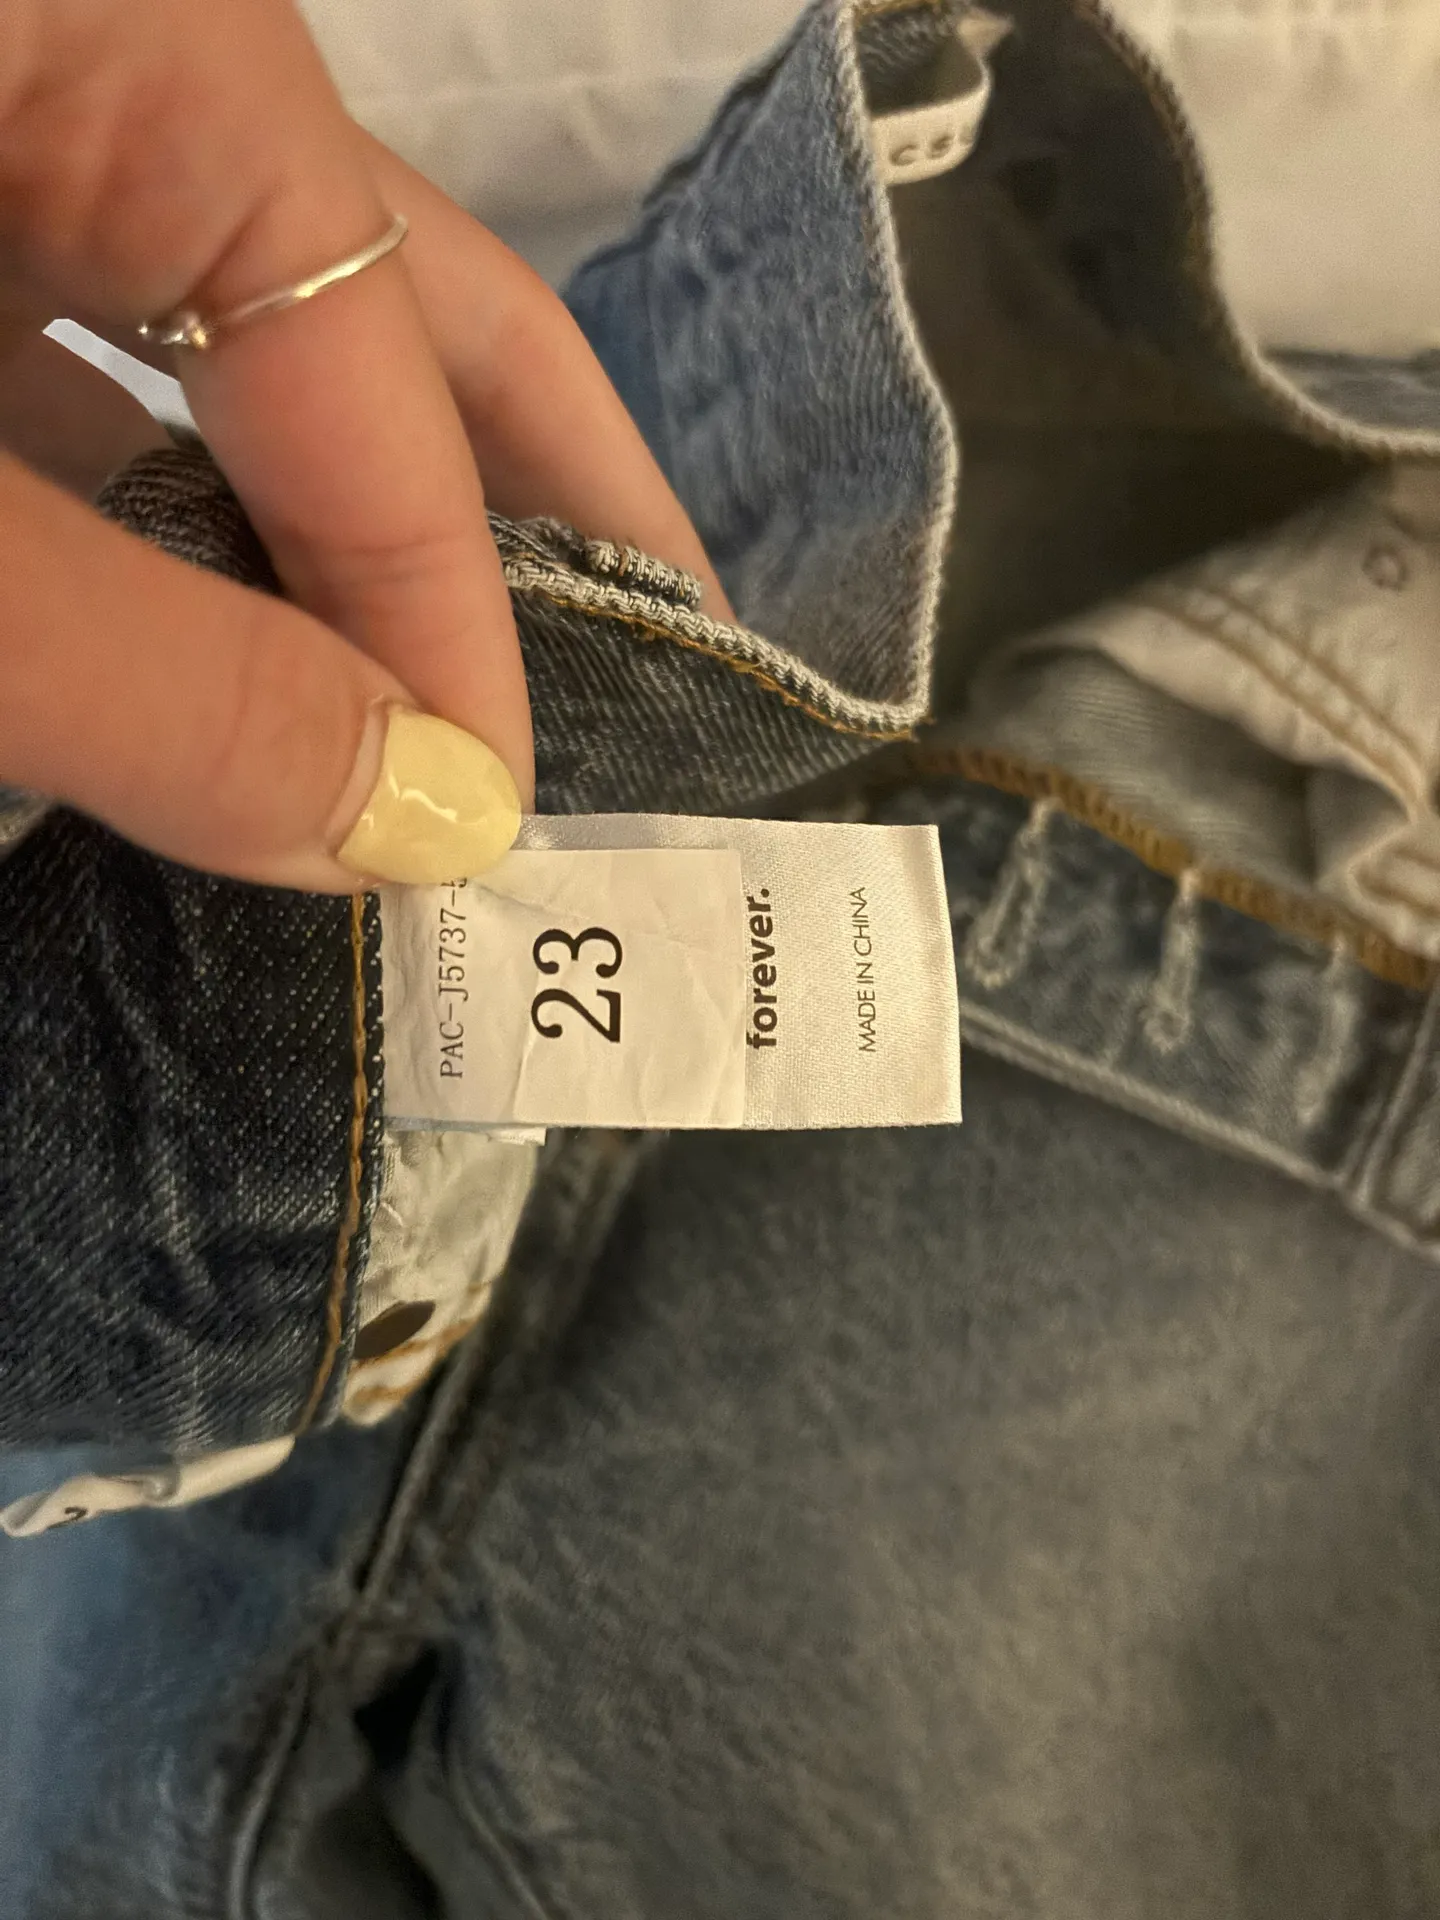 PAC-J5737-
23
forever.
MADE IN CHINA